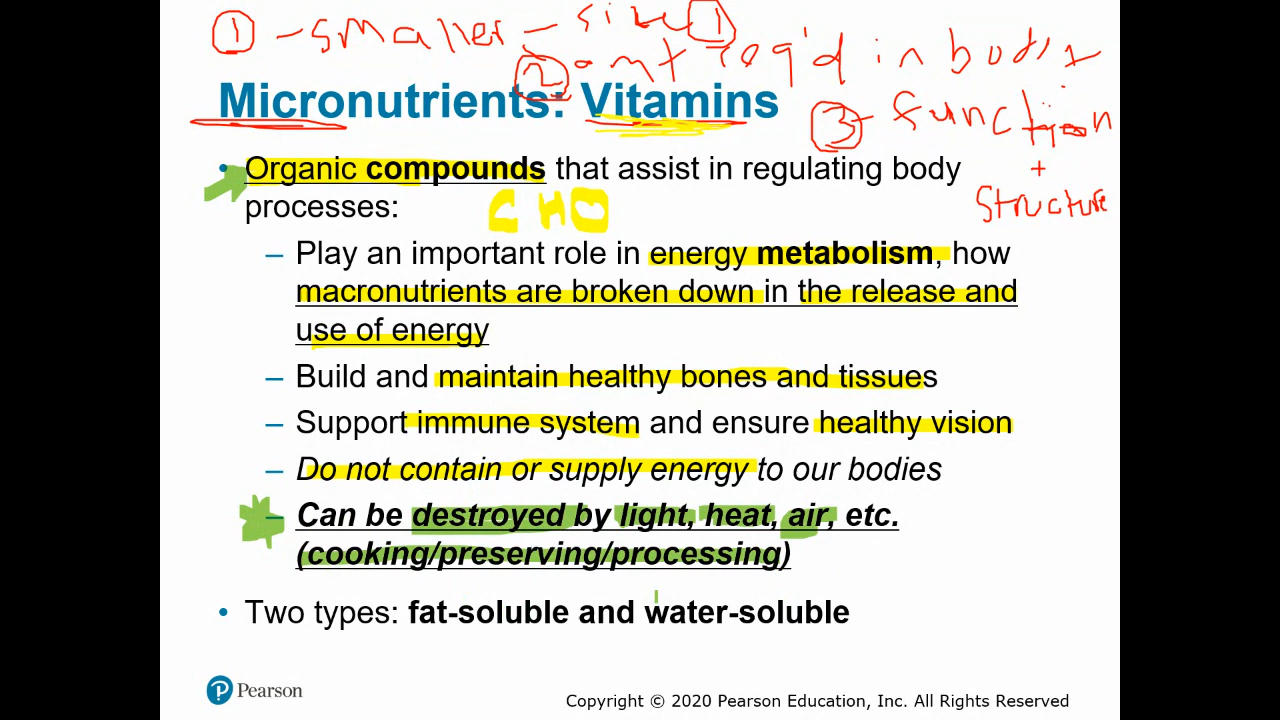 ① - smaller - size ①
② amt req'd in body
Micronutrients: Vitamins
③ - function
+
structure
• Organic compounds that assist in regulating body
processes:
CHO
– Play an important role in energy metabolism, how
macronutrients are broken down in the release and
use of energy
– Build and maintain healthy bones and tissues
– Support immune system and ensure healthy vision
– Do not contain or supply energy to our bodies
– Can be destroyed by light, heat, air, etc.
(cooking/preserving/processing)
• Two types: fat-soluble and water-soluble
Pearson
Copyright © 2020 Pearson Education, Inc. All Rights Reserved